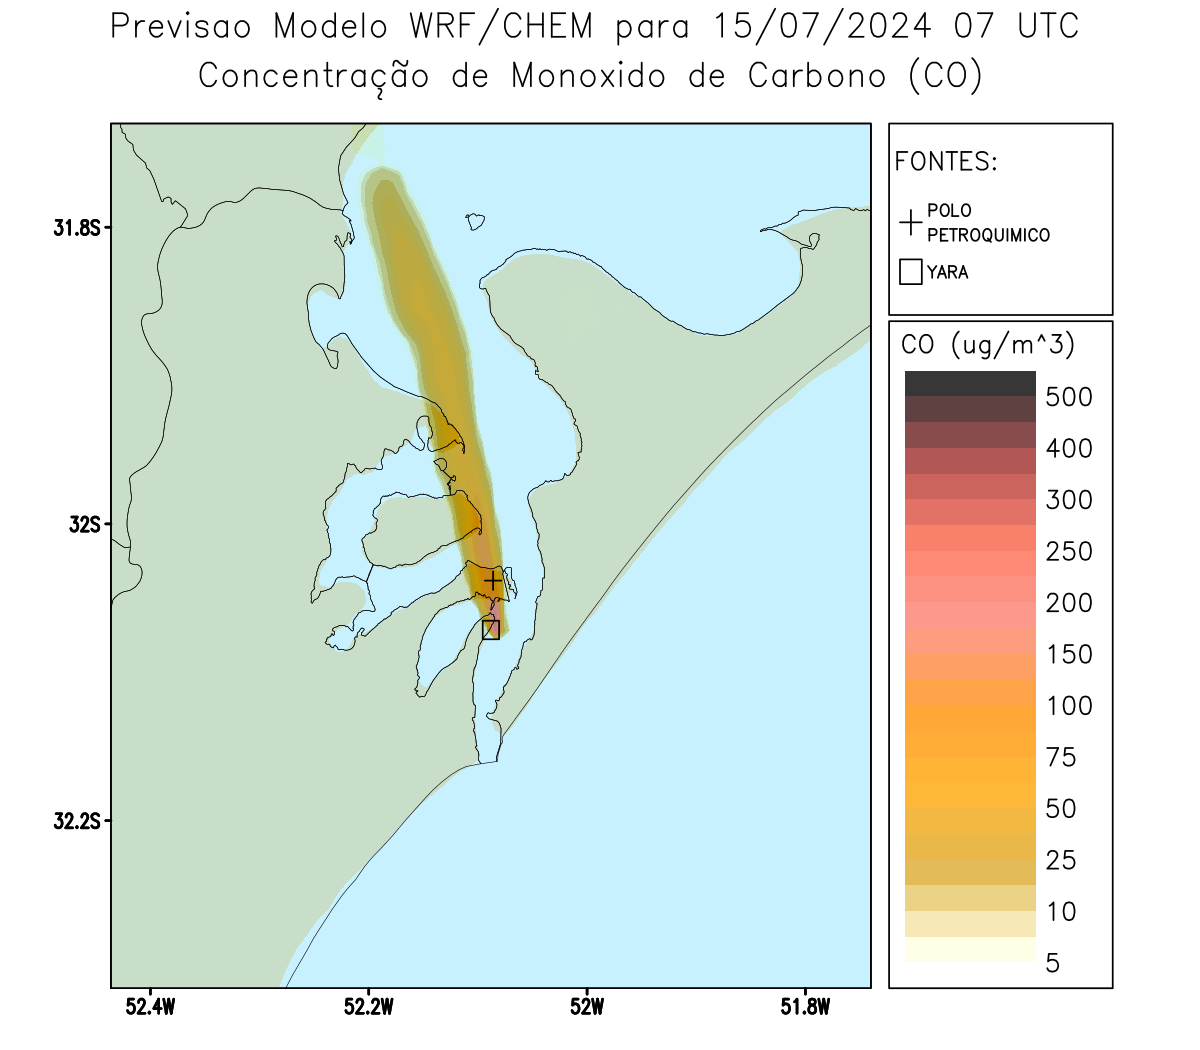 Previsao Modelo WRF/CHEM para 15/07/2024 07 UTC
Concentração de Monoxido de Carbono (CO)
FONTES:
POLO
PETROQUIMICO
YARA
CO (ug/m^3)
500
400
300
250
200
150
100
75
50
25
10
5
31.8S
32S
32.2S
52.4W
52.2W
52W
51.8W